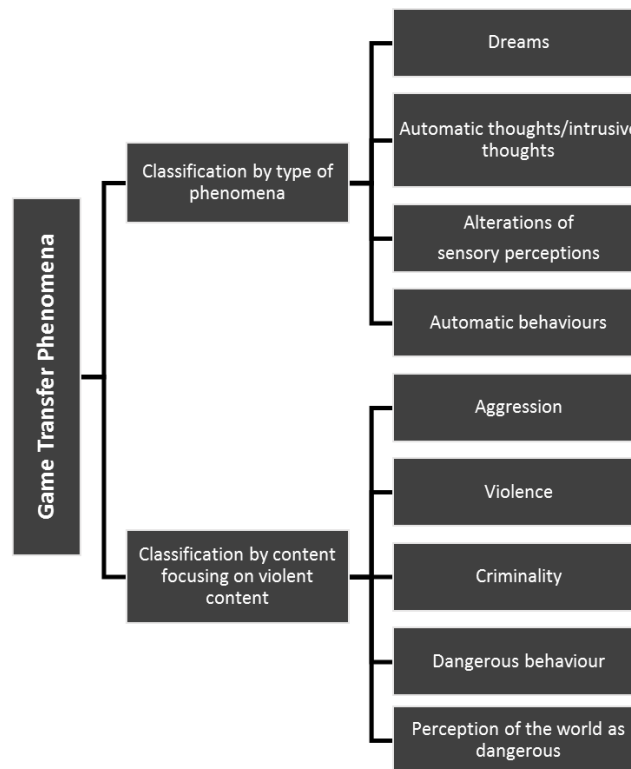 Game Transfer Phenomena
Classification by type of
phenomena
Dreams
Automatic thoughts/intrusive
thoughts
Alterations of
sensory perceptions
Automatic behaviours
Classification by content
focusing on violent
content
Aggression
Violence
Criminality
Dangerous behaviour
Perception of the world as
dangerous